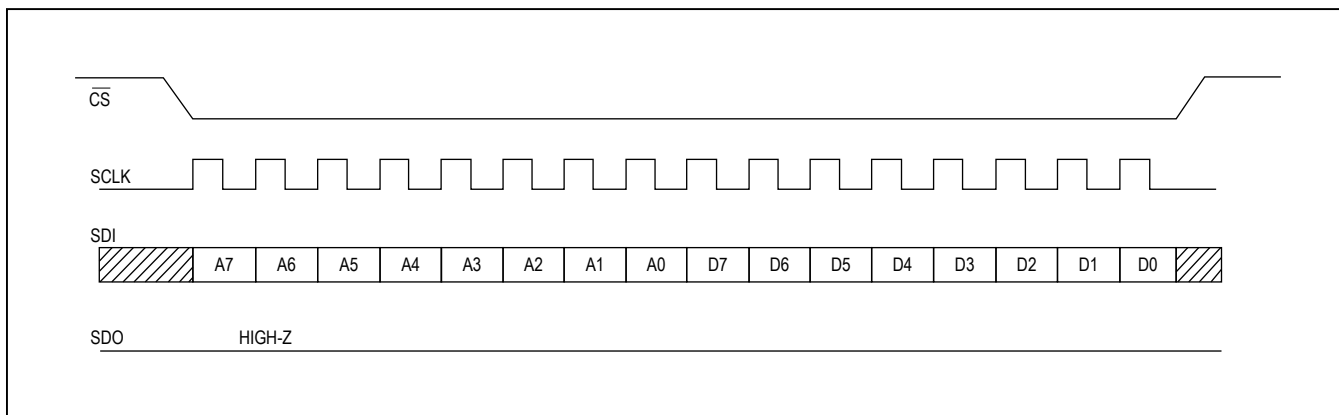 C̅S̅
SCLK
SDI
A7 A6 A5 A4 A3 A2 A1 A0 D7 D6 D5 D4 D3 D2 D1 D0
SDO HIGH-Z